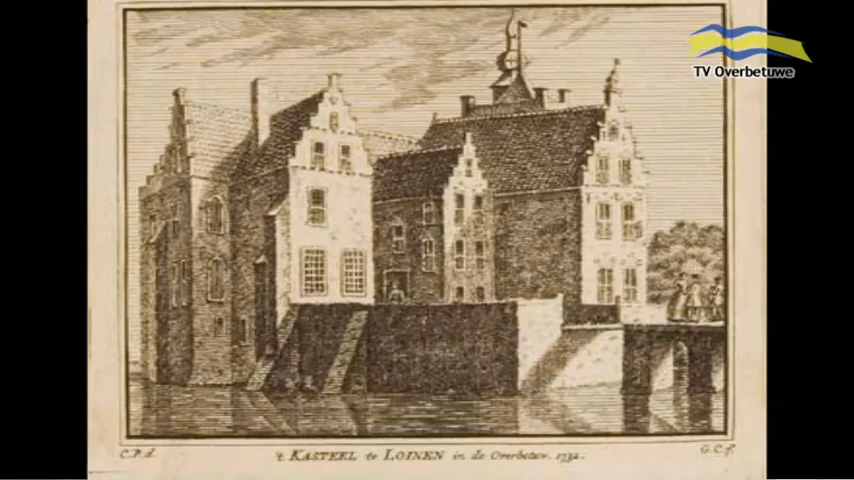 TV Overbetuwe
C.P. d.
't KASTEEL te LOINEN in de Overbetuw. 1732.
G.C. f.